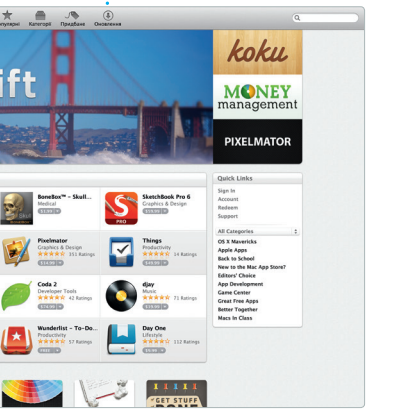 Категорії
Придбане
Оновлення
ift
koku
MONEY
management
PIXELMATOR
Quick Links
Sign In
Account
Redeem
Support
All Categories
OS X Mavericks
Apple Apps
Back to School
New to the Mac App Store?
Editors' Choice
App Development
Game Center
Great Free Apps
Better Together
Macs In Class
BoneBox™ – Skull...
Medical
SketchBook Pro 6
Graphics & Design
Pixelmator
Graphics & Design
351 Ratings
Things
Productivity
14 Ratings
Coda 2
Developer Tools
42 Ratings
djay
Music
71 Ratings
Wunderlist – To-Do...
Productivity
57 Ratings
Day One
Lifestyle
112 Ratings
GET STUFF
DONE